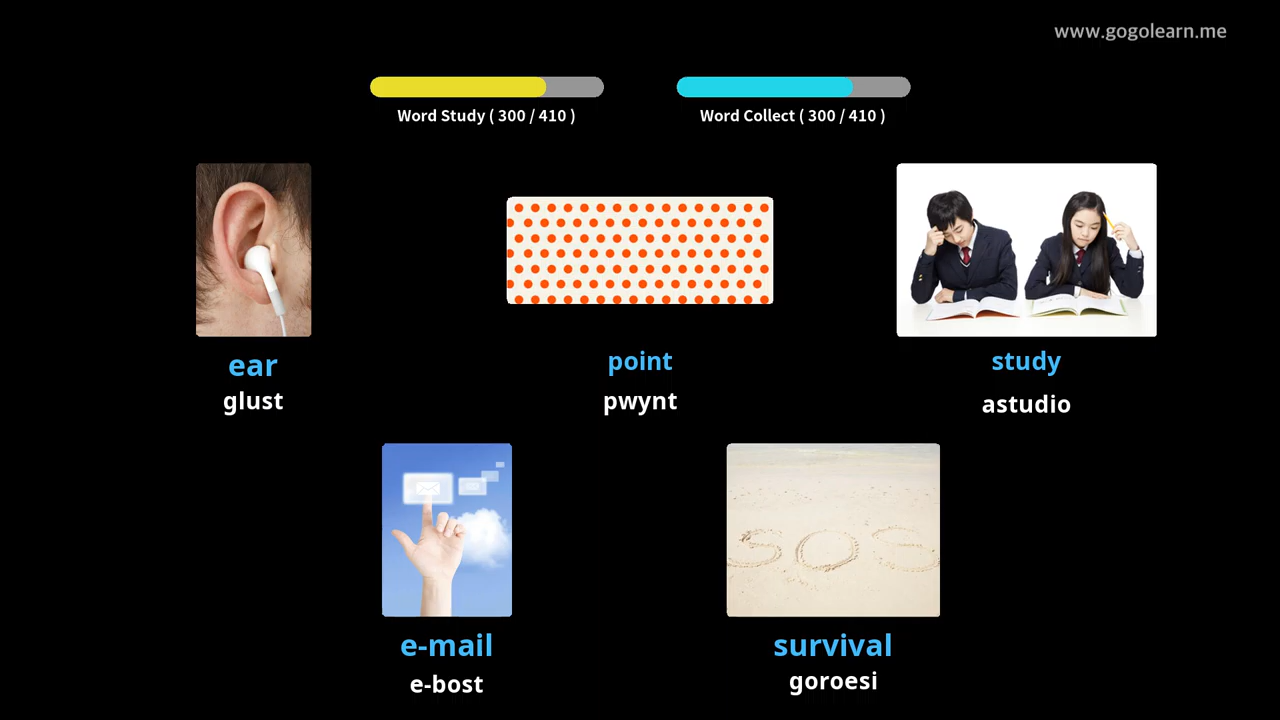 www.gogolearn.me
Word Study ( 300 / 410 )
Word Collect ( 300 / 410 )
ear
glust
point
pwynt
study
astudio
SOS
e-mail
e-bost
survival
goroesi